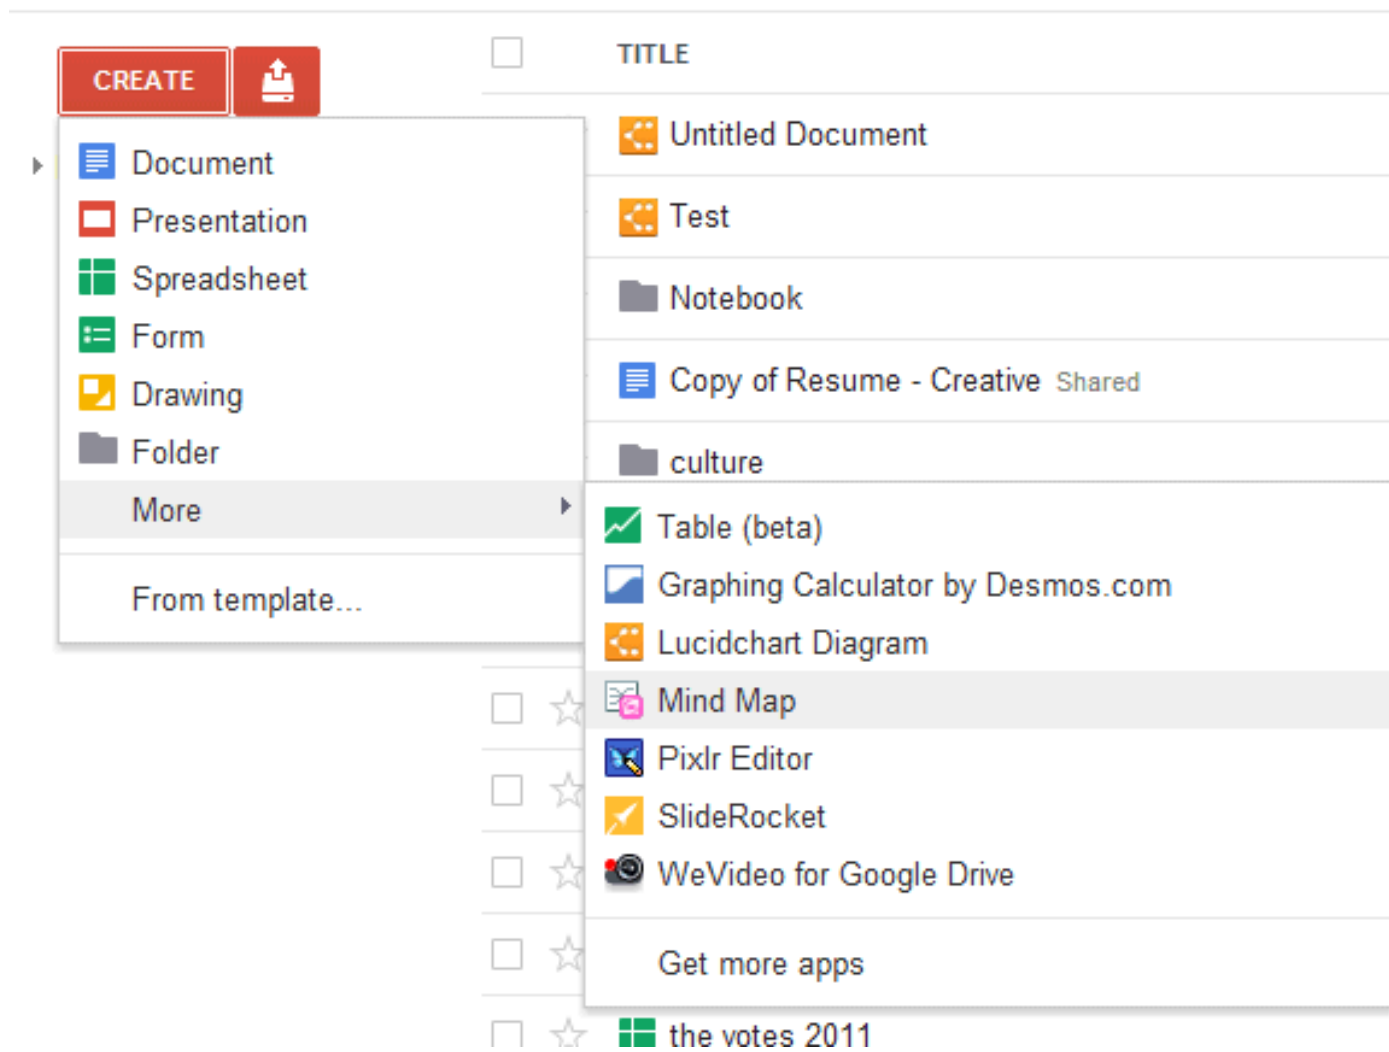 CREATE
TITLE
Document
Presentation
Spreadsheet
Form
Drawing
Folder
More
From template...
Untitled Document
Test
Notebook
Copy of Resume - Creative Shared
culture
Table (beta)
Graphing Calculator by Desmos.com
Lucidchart Diagram
Mind Map
Pixlr Editor
SlideRocket
WeVideo for Google Drive
Get more apps
the votes 2011